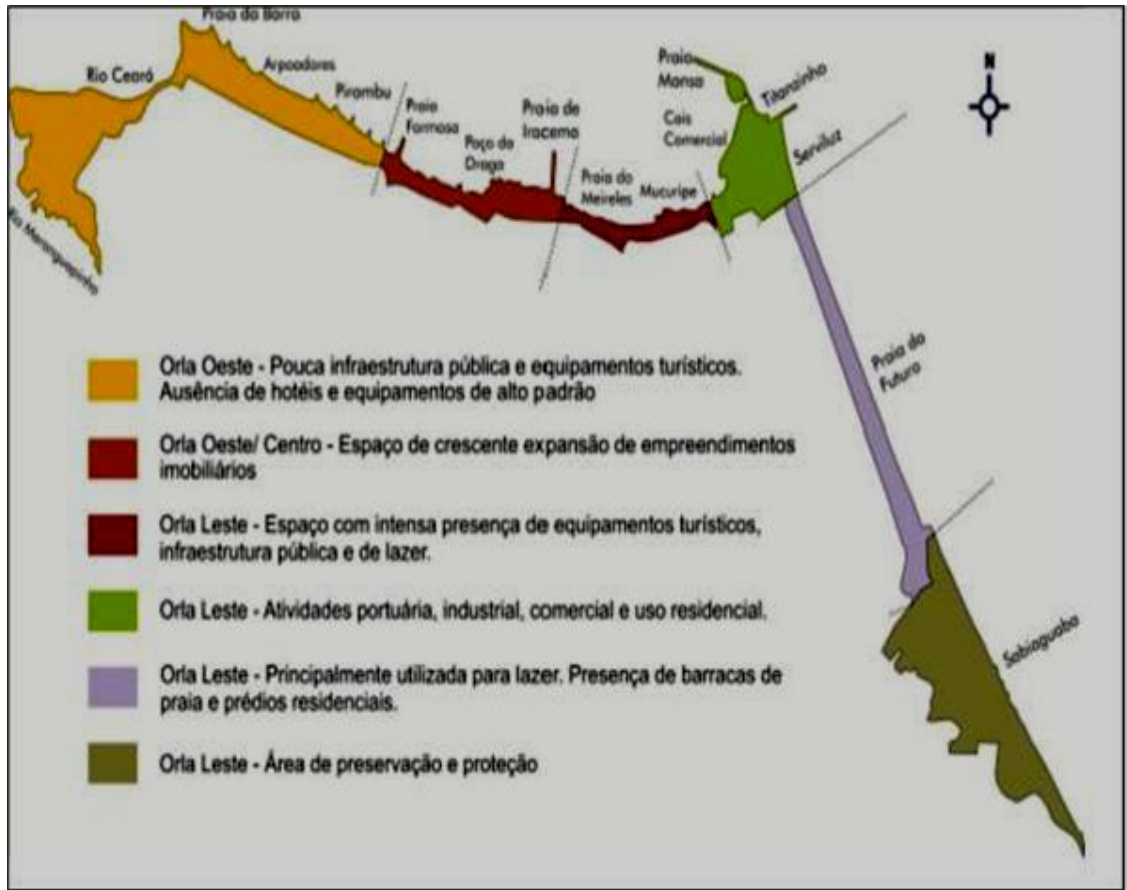 Praia da Barra
Rio Ceará
Arpoadores
Pirambu
Praia
Formosa
Poço da
Draga
Praia de
Iracema
Praia do
Meireles
Mucuripe
Praia
Mansa
Cais
Comercial
Titanzinho
Serviluz
N
Rio Maranguapinho
Praia do
Futuro
Sabiaguaba
Orla Oeste - Pouca infraestrutura pública e equipamentos turísticos.
Ausência de hotéis e equipamentos de alto padrão
Orla Oeste/ Centro - Espaço de crescente expansão de empreendimentos
imobiliários
Orla Leste - Espaço com intensa presença de equipamentos turísticos,
infraestrutura pública e de lazer.
Orla Leste - Atividades portuária, industrial, comercial e uso residencial.
Orla Leste - Principalmente utilizada para lazer. Presença de barracas de
praia e prédios residenciais.
Orla Leste - Área de preservação e proteção